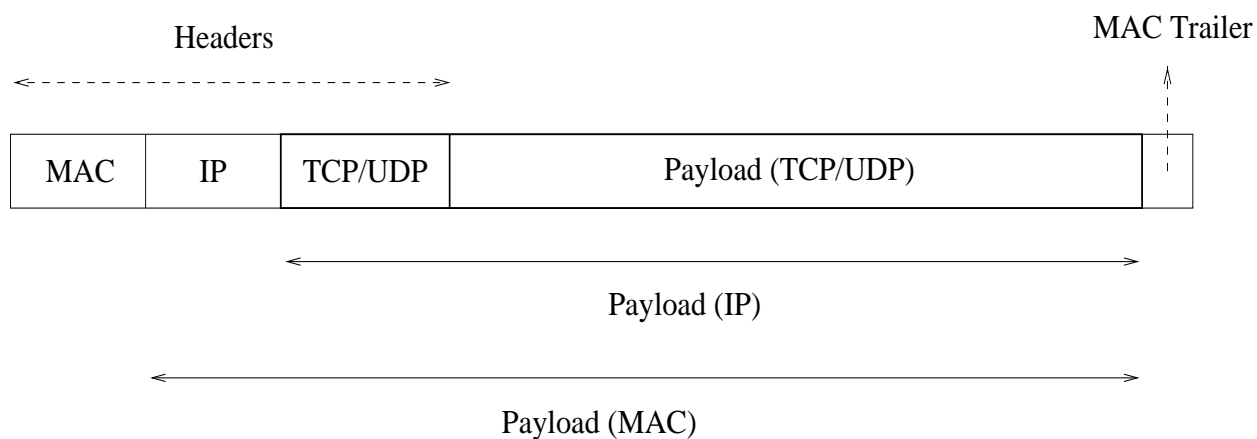 MAC Trailer
Headers
MAC IP TCP/UDP Payload (TCP/UDP)
Payload (IP)
Payload (MAC)